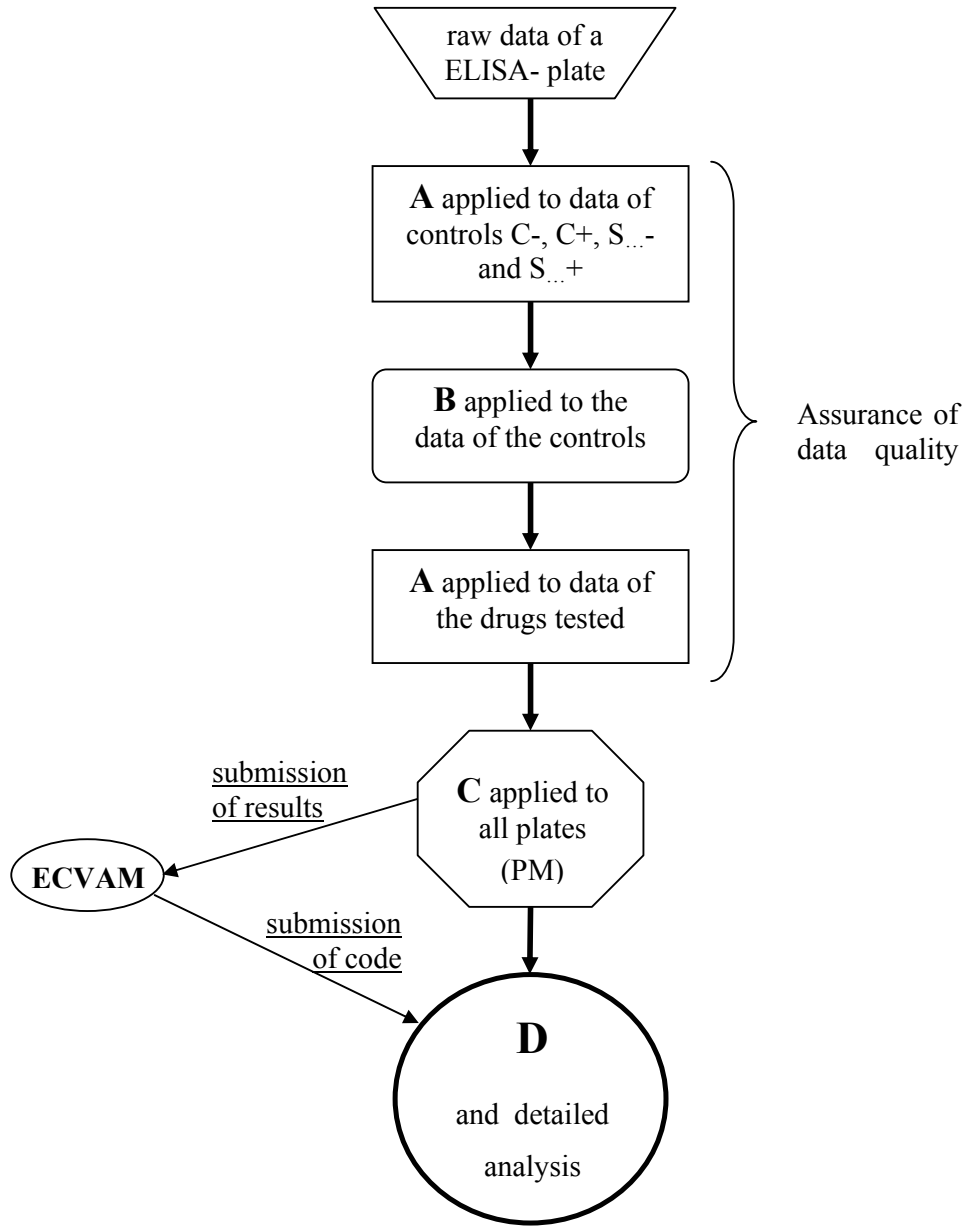 raw data of a
ELISA- plate
A applied to data of
controls C-, C+, S...-
and S...+
B applied to the
data of the controls
Assurance of
data quality
A applied to data of
the drugs tested
C applied to
all plates
(PM)
submission
of results
ECVAM
submission
of code
D
and detailed
analysis